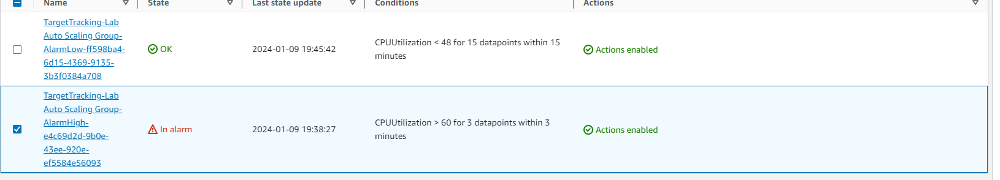 Name State Last state update Conditions Actions
TargetTracking-Lab
Auto Scaling Group-
AlarmLow-ff598ba4-
6d15-4369-9135-
3b3f0384a708
OK
2024-01-09 19:45:42
CPUUtilization < 48 for 15 datapoints within 15
minutes
Actions enabled
TargetTracking-Lab
Auto Scaling Group-
AlarmHigh-
e4c69d2d-9b0e-
43ee-920e-
ef5584e56093
In alarm
2024-01-09 19:38:27
CPUUtilization > 60 for 3 datapoints within 3
minutes
Actions enabled